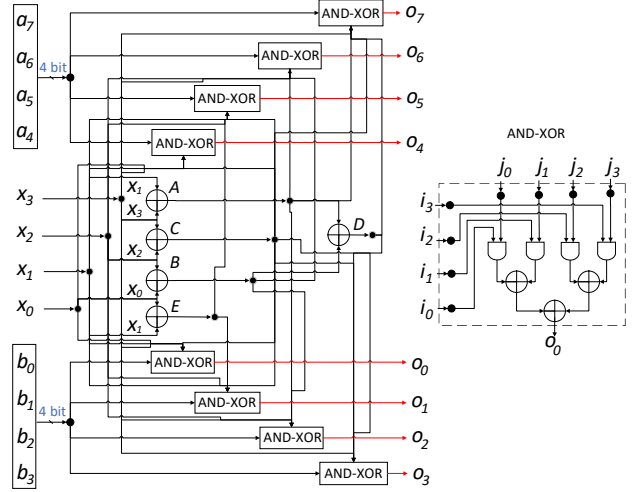 a7
AND-XOR
o7
a6
4 bit
AND-XOR
o6
a5
AND-XOR
o5
a4
AND-XOR
o4
x3
x1
A
x3
x2
C
D
x2
x1
B
x0
x0
E
x1
b0
AND-XOR
o0
b1
4 bit
AND-XOR
o1
b2
AND-XOR
o2
b3
AND-XOR
o3
AND-XOR
j0 j1 j2 j3
i3
i2
i1
i0
o0